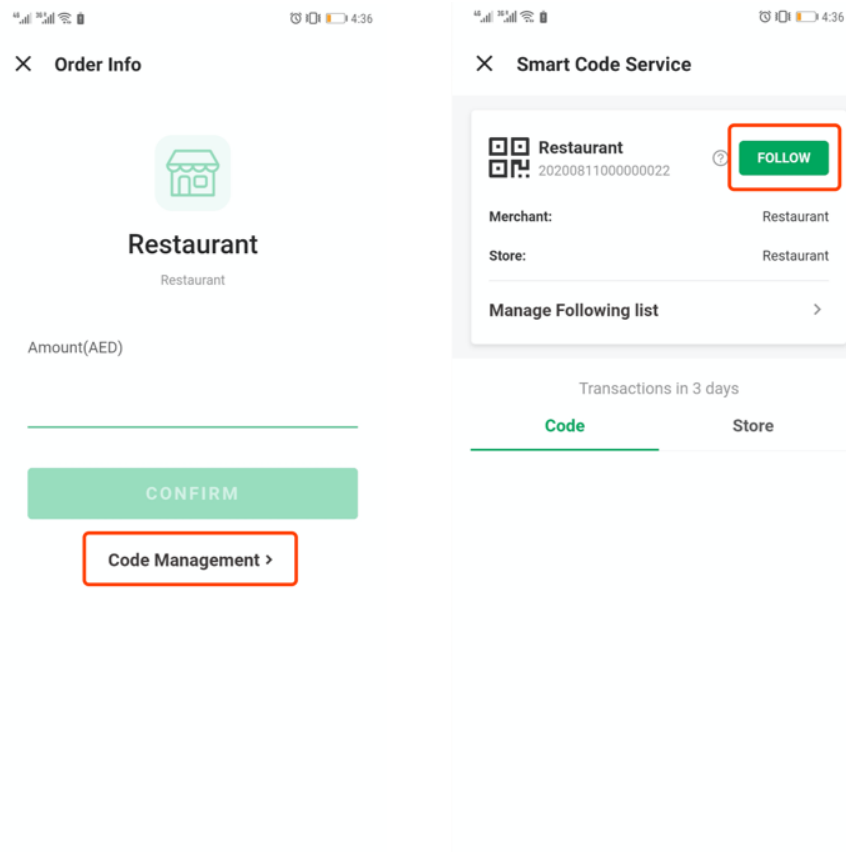 4:36
Order Info
Restaurant
Restaurant
Amount(AED)
CONFIRM
Code Management >
4:36
Smart Code Service
Restaurant
20200811000000022
?
FOLLOW
Merchant: Restaurant
Store: Restaurant
Manage Following list >
Transactions in 3 days
Code Store